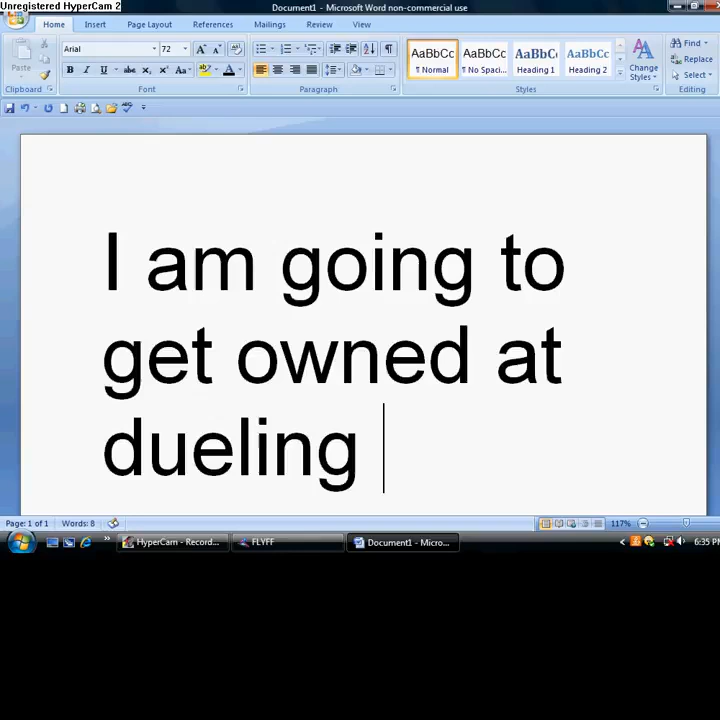 Unregistered HyperCam 2
Document1 - Microsoft Word non-commercial use
Home Insert Page Layout References Mailings Review View
Paste
Arial 72
Clipboard Font Paragraph Styles Editing
AaBbCc AaBbCc AaBbC AaBbCc
¶ Normal ¶ No Spaci... Heading 1 Heading 2
Change Styles
Find
Replace
Select
I am going to
get owned at
dueling
Page: 1 of 1 Words: 8 117%
HyperCam - Record... FLYFF Document1 - Micro... 6:35 P